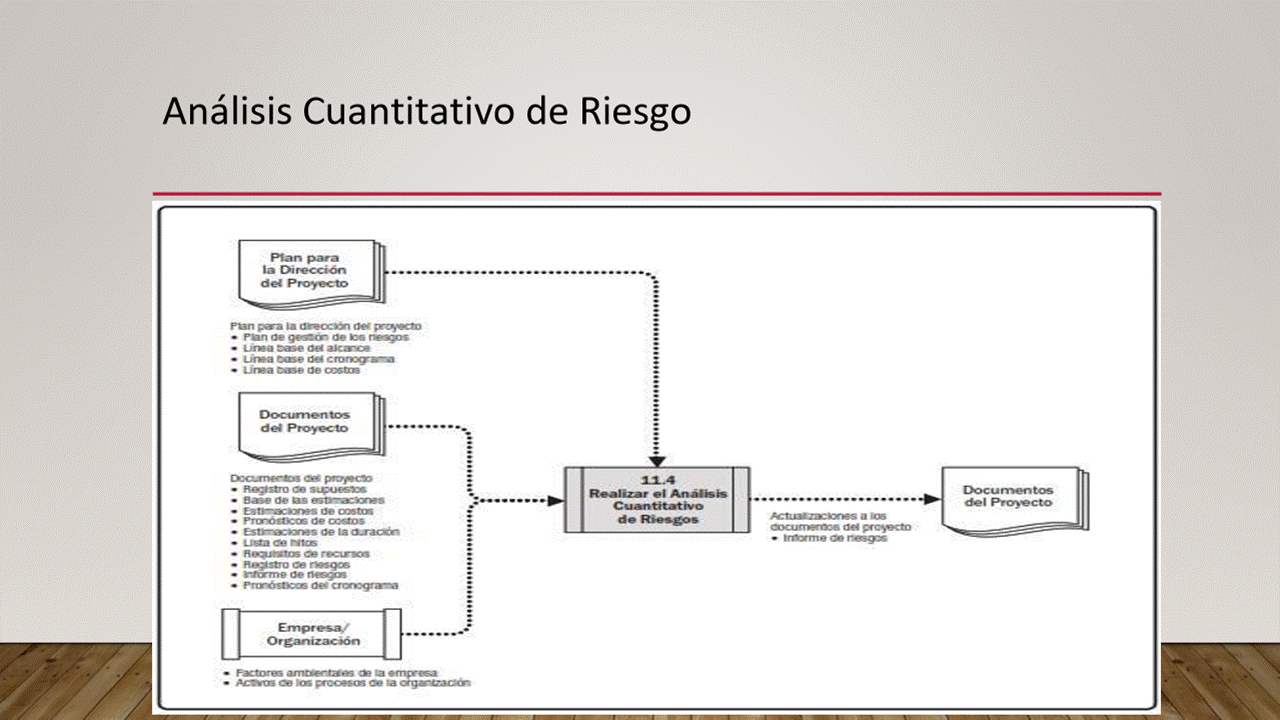 Análisis Cuantitativo de Riesgo
Plan para
la Dirección
del Proyecto
Plan para la dirección del proyecto
• Plan de gestión de los riesgos
• Línea base del alcance
• Línea base del cronograma
• Línea base de costos
Documentos
del Proyecto
Documentos del proyecto
• Registro de supuestos
• Base de las estimaciones
• Estimaciones de costos
• Pronósticos de costos
• Estimaciones de la duración
• Lista de hitos
• Requisitos de recursos
• Registro de riesgos
• Informe de riesgos
• Pronósticos del cronograma
Empresa/
Organización
• Factores ambientales de la empresa
• Activos de los procesos de la organización
11.4
Realizar el Análisis
Cuantitativo
de Riesgos
Actualizaciones a los
documentos del proyecto
• Informe de riesgos
Documentos
del Proyecto